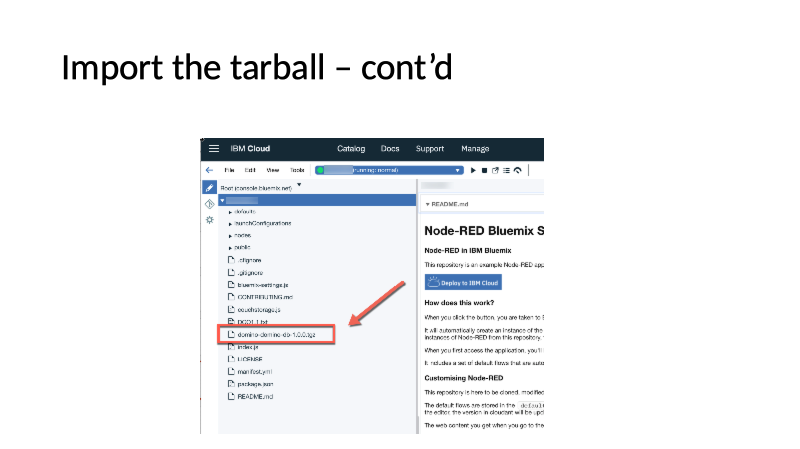 Import the tarball – cont’d
IBM Cloud Catalog Docs Support Manage
File Edit View Tools (running: normal)
Root (console.bluemix.net)
README.md
defaults
launchConfigurations
nodes
public
.cfignore
.gitignore
bluemix-settings.js
CONTRIBUTING.md
couchstorage.js
DCO1.1.txt
domino-domino-db-1.0.0.tgz
index.js
LICENSE
manifest.yml
package.json
README.md
Node-RED Bluemix S
Node-RED in IBM Bluemix
This repository is an example Node-RED app
Deploy to IBM Cloud
How does this work?
When you click the button, you are taken to B
It will automatically create an instance of the
instances of Node-RED from this repository,
When you first access the application, you'll
It includes a set of default flows that are auto
Customising Node-RED
This repository is here to be cloned, modified
The default flows are stored in the default
the editor, the version in cloudant will be upd
The web content you get when you go to the